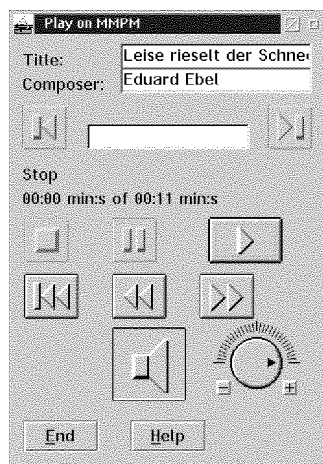 Play on MMPM
Title: Leise rieselt der Schnee
Composer: Eduard Ebel
Stop
00:00 min:s of 00:11 min:s
End
Help